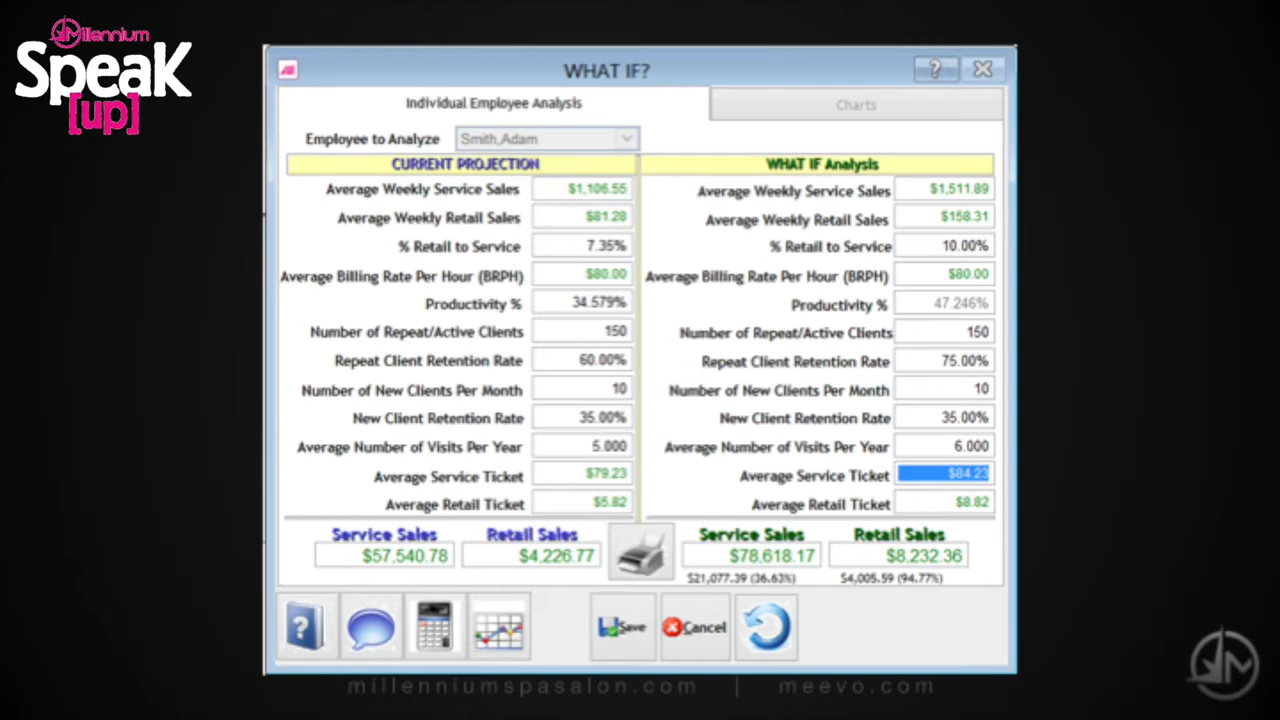 Millennium
Speak
[up]
WHAT IF?
?
Individual Employee Analysis
Charts
Employee to Analyze Smith,Adam
CURRENT PROJECTION
WHAT IF Analysis
Average Weekly Service Sales $1,106.55
Average Weekly Service Sales $1,511.89
Average Weekly Retail Sales $81.28
Average Weekly Retail Sales $158.31
% Retail to Service 7.35%
% Retail to Service 10.00%
Average Billing Rate Per Hour (BRPH) $80.00
Average Billing Rate Per Hour (BRPH) $80.00
Productivity % 34.579%
Productivity % 47.246%
Number of Repeat/Active Clients 150
Number of Repeat/Active Clients 150
Repeat Client Retention Rate 60.00%
Repeat Client Retention Rate 75.00%
Number of New Clients Per Month 10
Number of New Clients Per Month 10
New Client Retention Rate 35.00%
New Client Retention Rate 35.00%
Average Number of Visits Per Year 5.000
Average Number of Visits Per Year 6.000
Average Service Ticket $79.23
Average Service Ticket $84.23
Average Retail Ticket $5.82
Average Retail Ticket $8.82
Service Sales Retail Sales
Service Sales Retail Sales
$57,540.78 $4,226.77
$78,618.17 $8,232.36
$21,077.39 (36.63%) $4,005.59 (94.77%)
?
Save
Cancel
millenniumspasalon.com | meevo.com